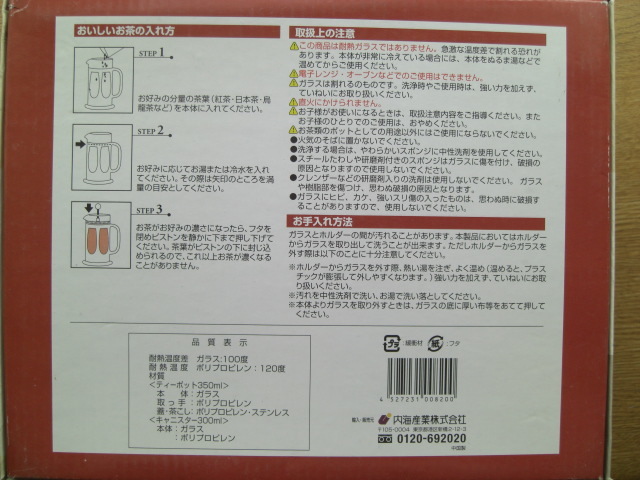 おいしいお茶の入れ方
STEP 1
お好みの分量の茶葉（紅茶・日本茶・烏
龍茶など）を本体に入れてください。
STEP 2
お好みに応じてお湯または冷水を入れ
てください。その際は矢印のところを満
量の目安としてください。
STEP 3
お茶がお好みの濃さになったら、フタを
閉めピストンを静かに下まで押し下げて
ください。茶葉がピストンの下に封じ込
められるので、これ以上お茶が濃くなる
ことがありません。
取扱上の注意
この商品は耐熱ガラスではありません。急激な温度差で割れる恐れが
あります。本体が非常に冷えている場合には、本体をぬるま湯などで
温めてからご使用ください。
電子レンジ・オーブンなどでのご使用はできません。
ガラスは割れるものです。洗浄時やご使用時は、強い力を加えず、
ていねいにお取り扱いください。
直火にかけられません。
お子様がお使いになるときは、取扱注意内容をご指導ください。また
お子様のひとりでのご使用は、おやめください。
お茶類のポットとしての用途以外にはご使用にならないでください。
●火気のそばに置かないでください。
●洗浄する場合は、やわらかいスポンジに中性洗剤を使用してください。
●スチールたわしや研磨剤付きのスポンジはガラスに傷を付け、破損の
原因となりますので使用しないでください。
●クレンザーなどの研磨剤入りの洗剤は使用しないでください。 ガラス
や樹脂部を傷つけ、思わぬ破損の原因となります。
●ガラスにヒビ、カケ、強いスリ傷の入ったものは、思わぬ時に破損す
ることがありますので、使用しないでください。
お手入れ方法
ガラスとホルダーの間が汚れることがあります。本製品においてはホルダー
からガラスを取り出して洗うことが出来ます。ただしホルダーからガラスを
外す際は以下のことに十分注意してください。
※ホルダーからガラスを外す際、熱い湯を注ぎ、よく温め（温めると、プラス
チックが膨張して外しやすくなります。）強い力を加えず、ていねいにお取
り扱いください。
※汚れを中性洗剤で洗い、お湯で洗い落としてください。
※本体よりガラスを取り外すときは、ガラスの底に厚い布等をあてて押して
ください。
品質表示
耐熱温度差 ガラス：100度
耐熱温度 ポリプロピレン：120度
材質
＜ティーポット350ml＞
本体：ガラス
取っ手：ポリプロピレン
蓋・茶こし：ポリプロピレン・ステンレス
＜キャニスター300ml＞
本体：ガラス
：ポリプロピレン
プラ ：緩衝材 紙 ：フタ
4 527231 008200
輸入・販売元 内海産業株式会社
〒105-0004 東京都港区新橋2-12-3
0120-692020
中国製